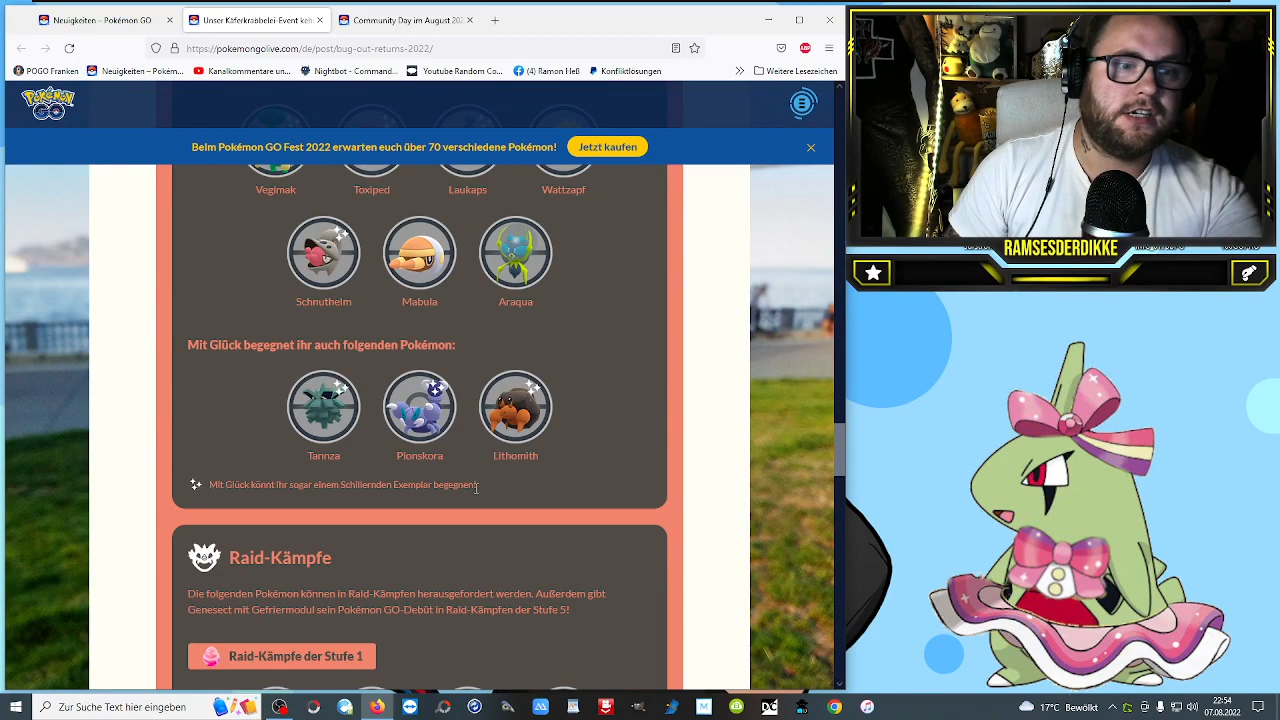 Neuigkeiten – Pokémon GO
Unser Käferkrabbelei-Event keh
Community Day im August 202
https://pokemongolive.com/de/post/bug-out-returns-2022/
POGO Franken
Neuigkeiten – Pokém...
Kanalkommentare un...
Nightbot - Command...
Youtube Random Co...
(4) Ramon Heß
Konfliktlösungen
Weitere Lesezeichen
POKÉMON GO
Beim Pokémon GO Fest 2022 erwarten euch über 70 verschiedene Pokémon!
Jetzt kaufen
Vegimak
Toxiped
Laukaps
Wattzapf
Schnuthelm
Mabula
Araqua
Mit Glück begegnet ihr auch folgenden Pokémon:
Tannza
Pionskora
Lithomith
Mit Glück könnt ihr sogar einem Schillernden Exemplar begegnen!
Raid-Kämpfe
Die folgenden Pokémon können in Raid-Kämpfen herausgefordert werden. Außerdem gibt
Genesect mit Gefriermodul sein Pokémon GO-Debüt in Raid-Kämpfen der Stufe 5!
Raid-Kämpfe der Stufe 1
RAMSESDERDIKKE
Zur Suche Text hier eingeben
22:54
07.08.2022